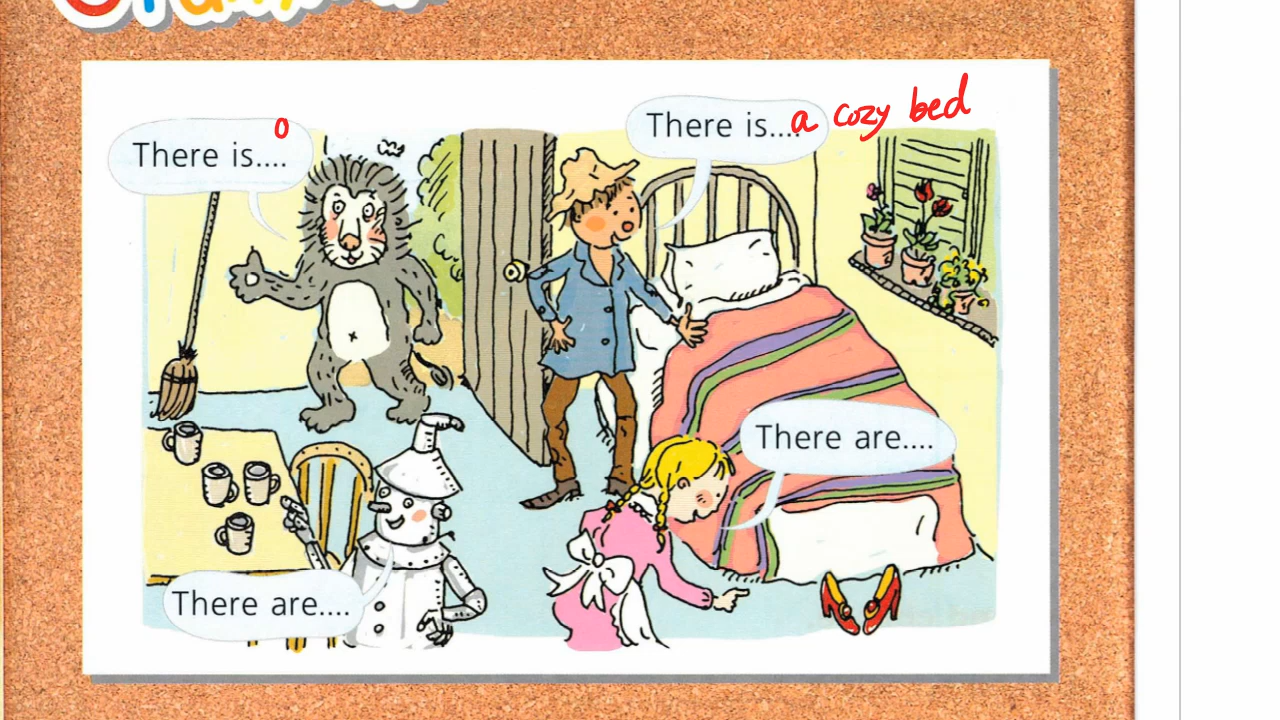 There is....
There is....a cozy bed
There are....
There are....